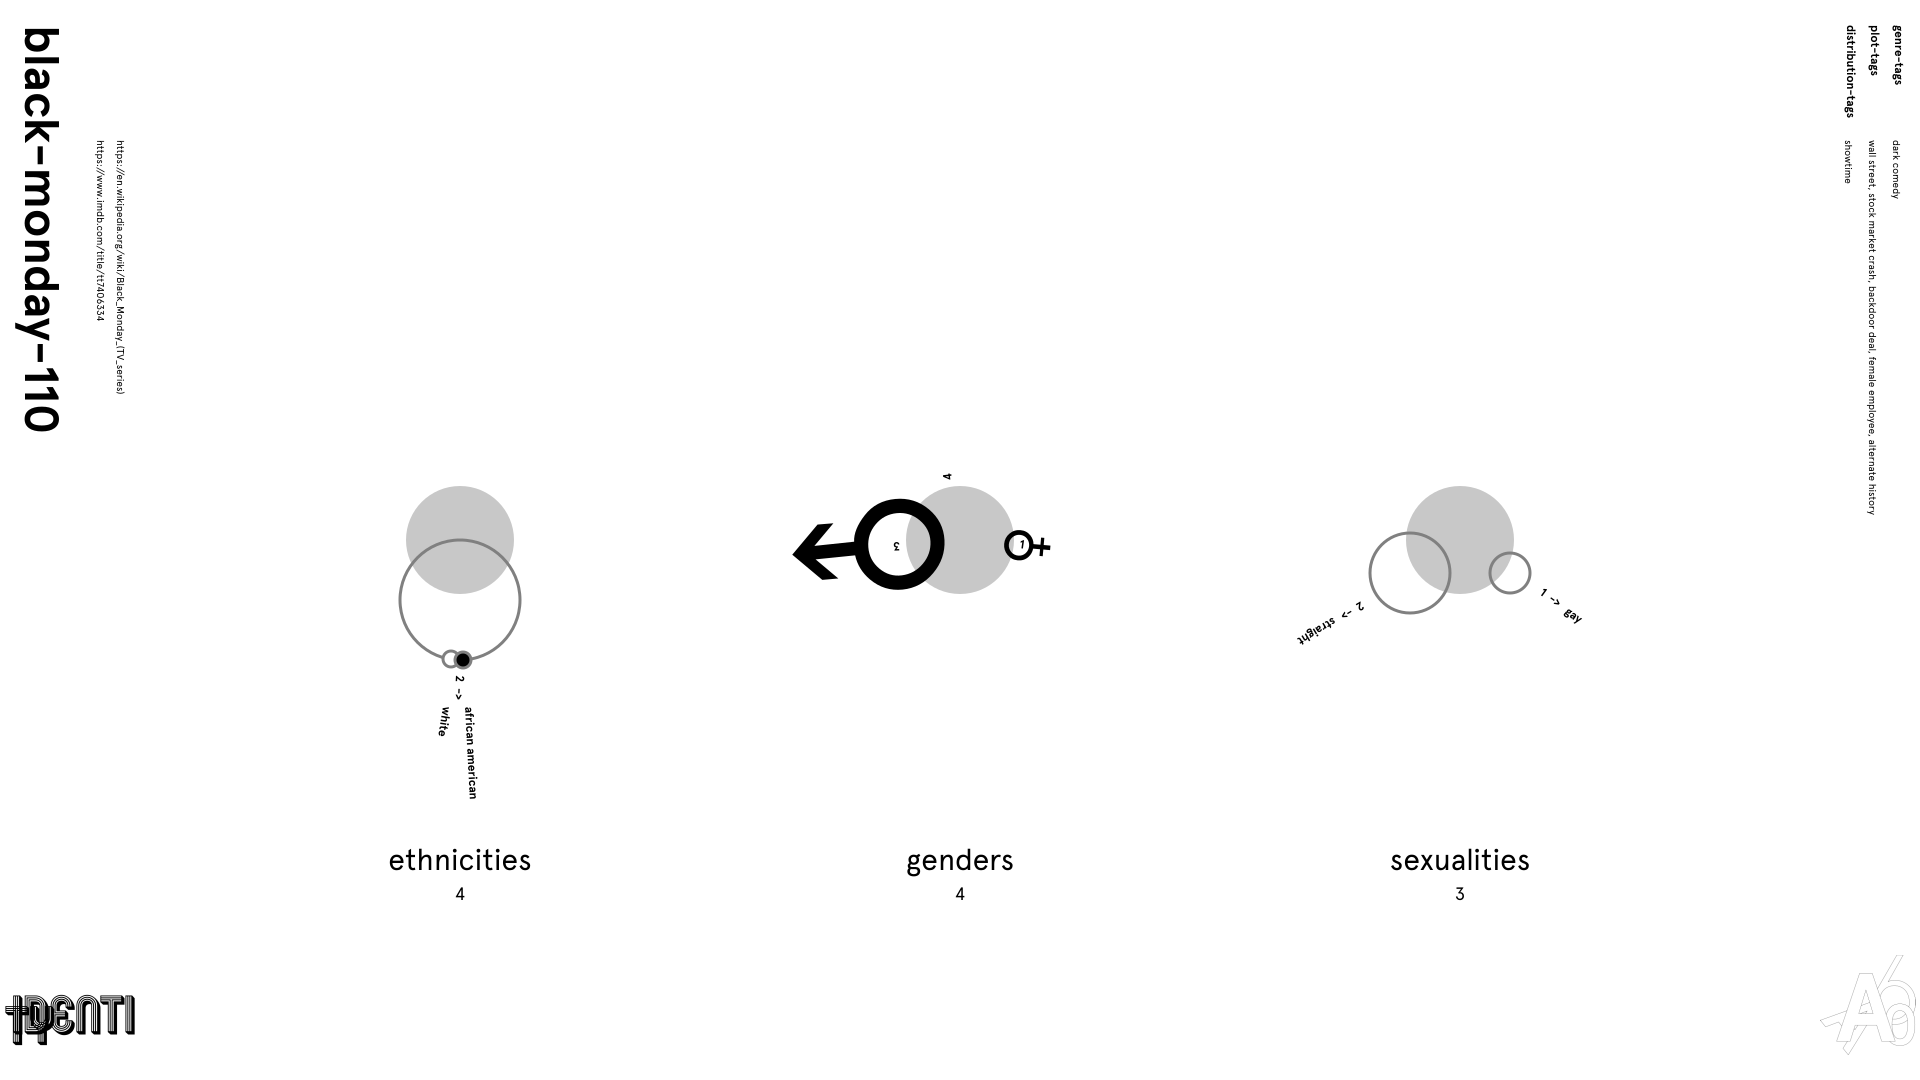 black-monday-110
https://en.wikipedia.org/wiki/Black_Monday_(TV_series)
https://www.imdb.com/title/tt7406334
genre-tags dark comedy
plot-tags wall street, stock market crash, backdoor deal, female employee, alternate history
distribution-tags showtime
2 -> african american
white
ethnicities
4
4
3
1
genders
4
2 -> straight
1 -> gay
sexualities
3
IDENTI
ty
A